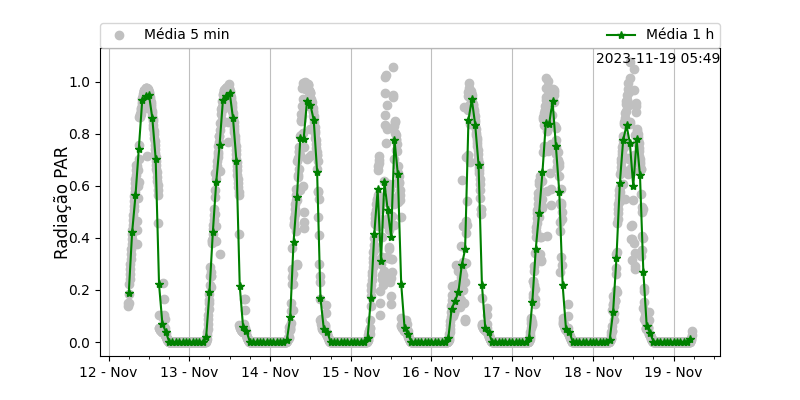 Média 5 min
Média 1 h
2023-11-19 05:49
Radiação PAR
1.0
0.8
0.6
0.4
0.2
0.0
12 - Nov
13 - Nov
14 - Nov
15 - Nov
16 - Nov
17 - Nov
18 - Nov
19 - Nov